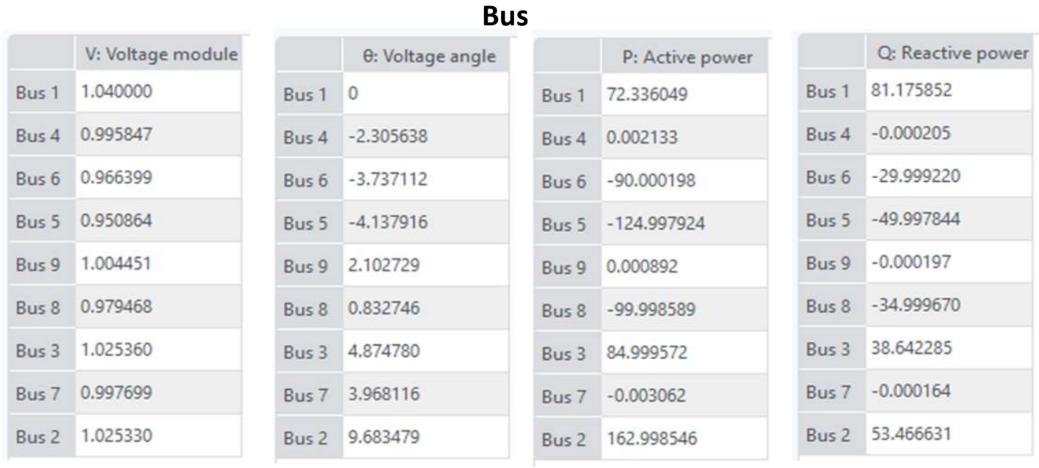 Bus
V: Voltage module
Bus 1 1.040000
Bus 4 0.995847
Bus 6 0.966399
Bus 5 0.950864
Bus 9 1.004451
Bus 8 0.979468
Bus 3 1.025360
Bus 7 0.997699
Bus 2 1.025330
θ: Voltage angle
Bus 1 0
Bus 4 -2.305638
Bus 6 -3.737112
Bus 5 -4.137916
Bus 9 2.102729
Bus 8 0.832746
Bus 3 4.874780
Bus 7 3.968116
Bus 2 9.683479
P: Active power
Bus 1 72.336049
Bus 4 0.002133
Bus 6 -90.000198
Bus 5 -124.997924
Bus 9 0.000892
Bus 8 -99.998589
Bus 3 84.999572
Bus 7 -0.003062
Bus 2 162.998546
Q: Reactive power
Bus 1 81.175852
Bus 4 -0.000205
Bus 6 -29.999220
Bus 5 -49.997844
Bus 9 -0.000197
Bus 8 -34.999670
Bus 3 38.642285
Bus 7 -0.000164
Bus 2 53.466631